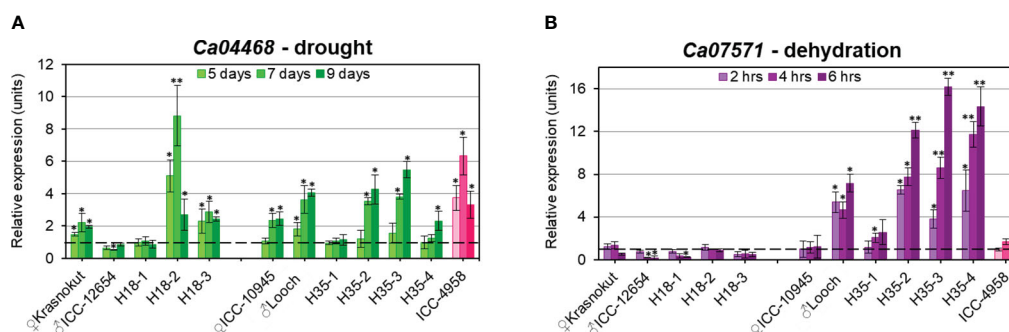 A
Ca04468 - drought
5 days 7 days 9 days
Relative expression (units)
12
10
8
6
4
2
0
* * * * * ** * * * * * * * * * * * * * * * * *
♀Krasnokut
♂ICC-12654
H18-1
H18-2
H18-3
♀ICC-10945
♂Looch
H35-1
H35-2
H35-3
H35-4
ICC-4958
B
Ca07571 - dehydration
2 hrs 4 hrs 6 hrs
Relative expression (units)
16
12
8
4
0
* * * * * * * * * * ** * ** ** * ** **
♀Krasnokut
♂ICC-12654
H18-1
H18-2
H18-3
♀ICC-10945
♂Looch
H35-1
H35-2
H35-3
H35-4
ICC-4958